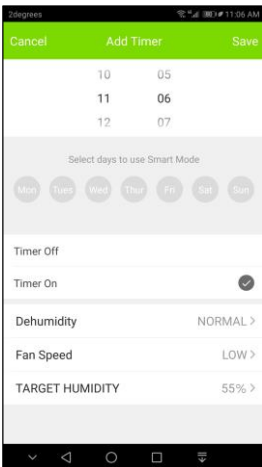 2degrees 11:06 AM
Cancel Add Timer Save
10 05
11 06
12 07
Select days to use Smart Mode
Mon Tues Wed Thur Fri Sat Sun
Timer Off
Timer On
Dehumidity NORMAL >
Fan Speed LOW >
TARGET HUMIDITY 55% >